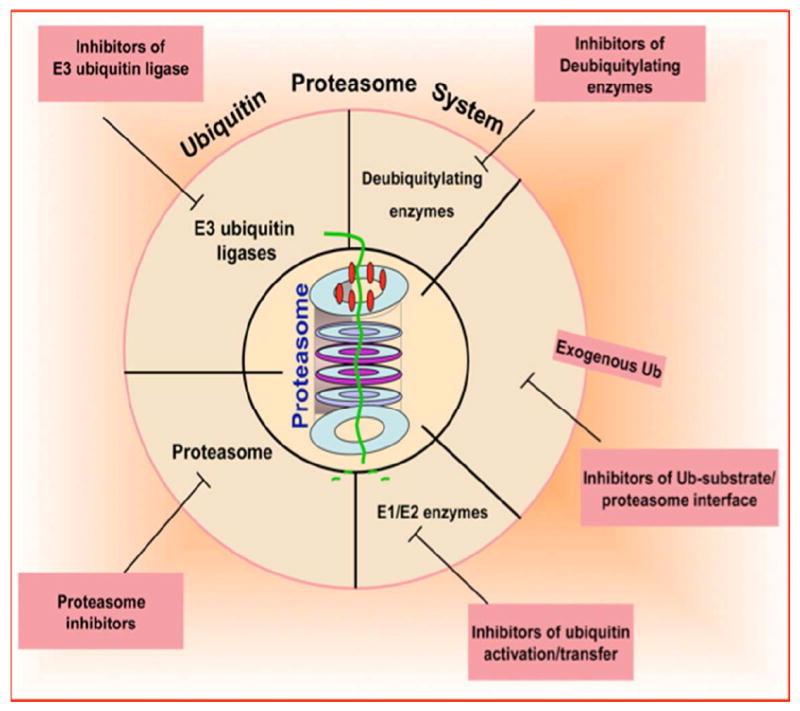 Inhibitors of
E3 ubiquitin ligase
Inhibitors of
Deubiquitylating
enzymes
Ubiquitin Proteasome System
Deubiquitylating
enzymes
E3 ubiquitin
ligases
Proteasome
Exogenous Ub
Proteasome
Inhibitors of Ub-substrate/
proteasome interface
E1/E2 enzymes
Proteasome
inhibitors
Inhibitors of ubiquitin
activation/transfer